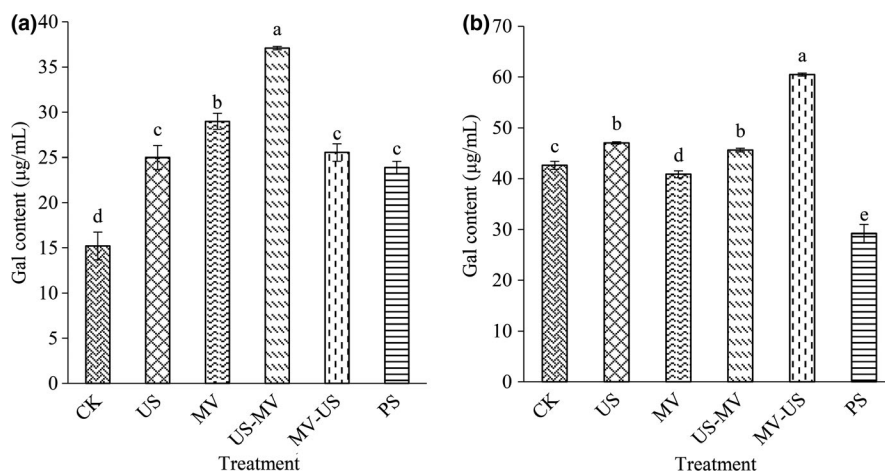 (a)
Gal content (μg/mL)
40
35
30
25
20
15
10
5
0
d
c
b
a
c
c
CK
US
MV
US-MV
MV-US
PS
Treatment
(b)
Gal content (μg/mL)
70
60
50
40
30
20
10
0
c
b
d
b
a
e
CK
US
MV
US-MV
MV-US
PS
Treatment